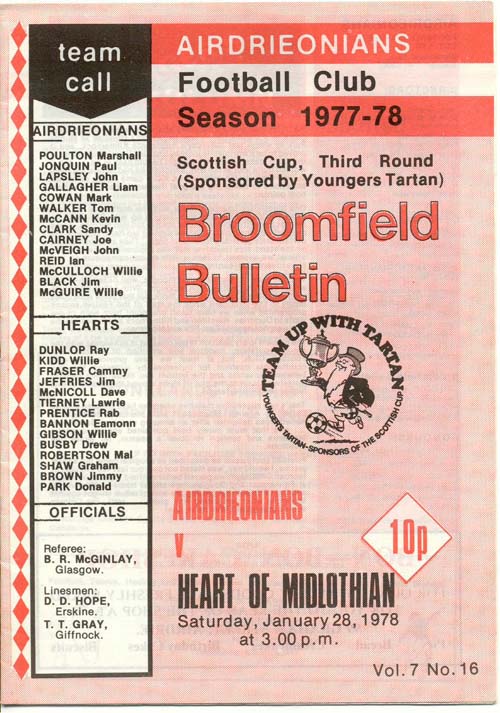 team
call
AIRDRIEONIANS
POULTON Marshall
JONQUIN Paul
LAPSLEY John
GALLAGHER Liam
COWAN Mark
WALKER Tom
McCANN Kevin
CLARK Sandy
CAIRNEY Joe
McVEIGH John
REID Ian
McCULLOCH Willie
BLACK Jim
McGUIRE Willie
HEARTS
DUNLOP Ray
KIDD Willie
FRASER Cammy
JEFFRIES Jim
McNICOLL Dave
TIERNEY Lawrie
PRENTICE Rab
BANNON Eamonn
GIBSON Willie
BUSBY Drew
ROBERTSON Mal
SHAW Graham
BROWN Jimmy
PARK Donald
OFFICIALS
Referee:
B. R. McGINLAY,
Glasgow.
Linesmen:
D. D. HOPE,
Erskine.
T. T. GRAY,
Giffnock.
AIRDRIEONIANS
Football Club
Season 1977-78
Scottish Cup, Third Round
(Sponsored by Youngers Tartan)
Broomfield
Bulletin
TEAM UP WITH TARTAN
YOUNGERS TARTAN-SPONSORS OF THE SCOTTISH CUP
AIRDRIEONIANS
V
HEART OF MIDLOTHIAN
10p
Saturday, January 28, 1978
at 3.00 p.m.
Vol. 7 No. 16